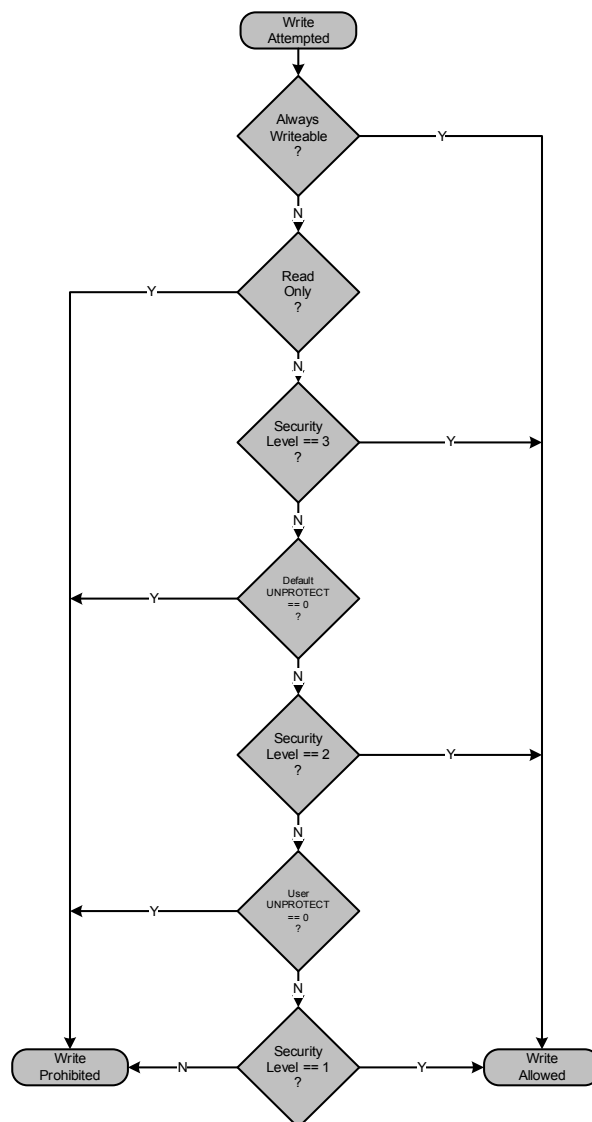 Write
Attempted
Always
Writeable
?
Y
N
Read
Only
?
Y
N
Security
Level == 3
?
Y
N
Default
UNPROTECT
== 0
?
Y
N
Security
Level == 2
?
Y
N
User
UNPROTECT
== 0
?
Y
N
Write
Prohibited
N
Security
Level == 1
?
Y
Write
Allowed